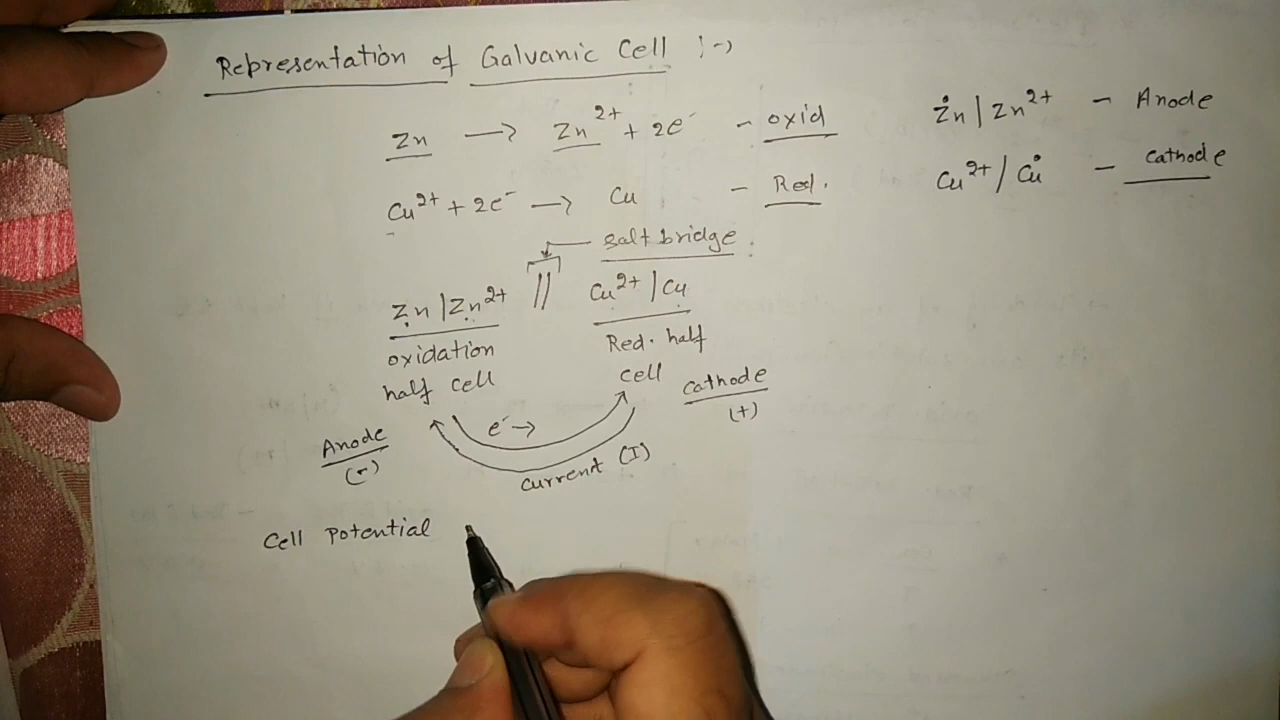 Representation of Galvanic Cell :->
Zn → Zn²⁺ + 2e⁻ - oxid
Zn | Zn²⁺ - Anode
Cu²⁺ + 2e⁻ → Cu - Red.
Cu²⁺ / Cu - Cathode
salt bridge
Zn | Zn²⁺ // Cu²⁺ | Cu
oxidation
half cell
Red. half
cell
Cathode
(+)
Anode
(-)
e⁻ →
Current (I)
Cell Potential